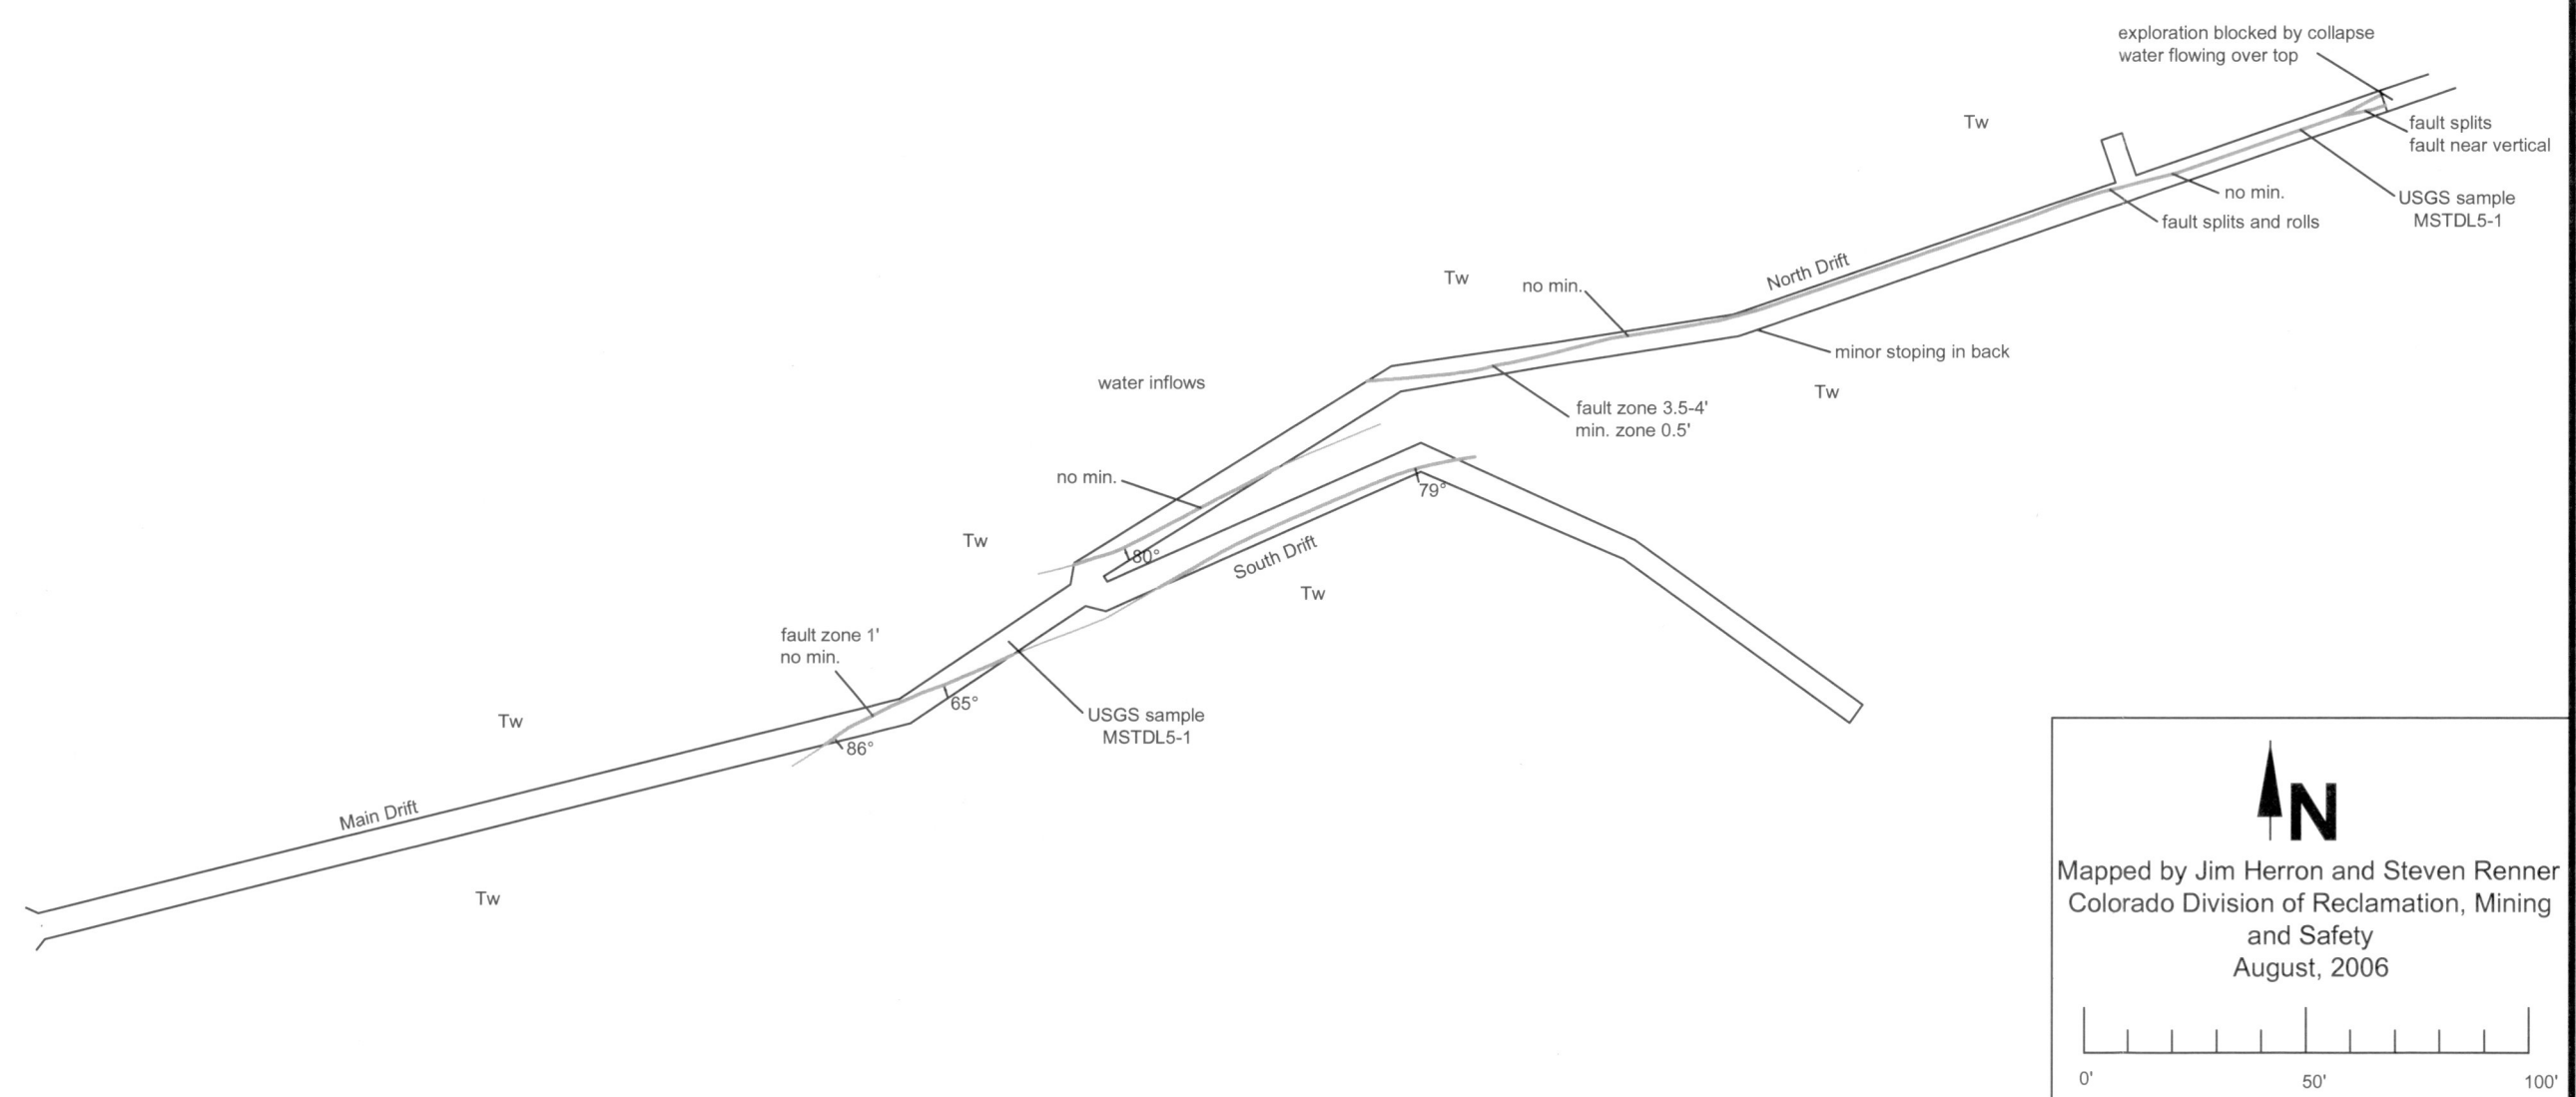 exploration blocked by collapse
water flowing over top
Tw
fault splits
fault near vertical
no min.
USGS sample
MSTDL5-1
fault splits and rolls
North Drift
Tw
no min.
minor stoping in back
Tw
water inflows
fault zone 3.5-4'
min. zone 0.5'
no min.
79°
Tw
80°
South Drift
Tw
fault zone 1'
no min.
65°
USGS sample
MSTDL5-1
86°
Tw
Main Drift
Tw
N
Mapped by Jim Herron and Steven Renner
Colorado Division of Reclamation, Mining
and Safety
August, 2006
0' 50' 100'